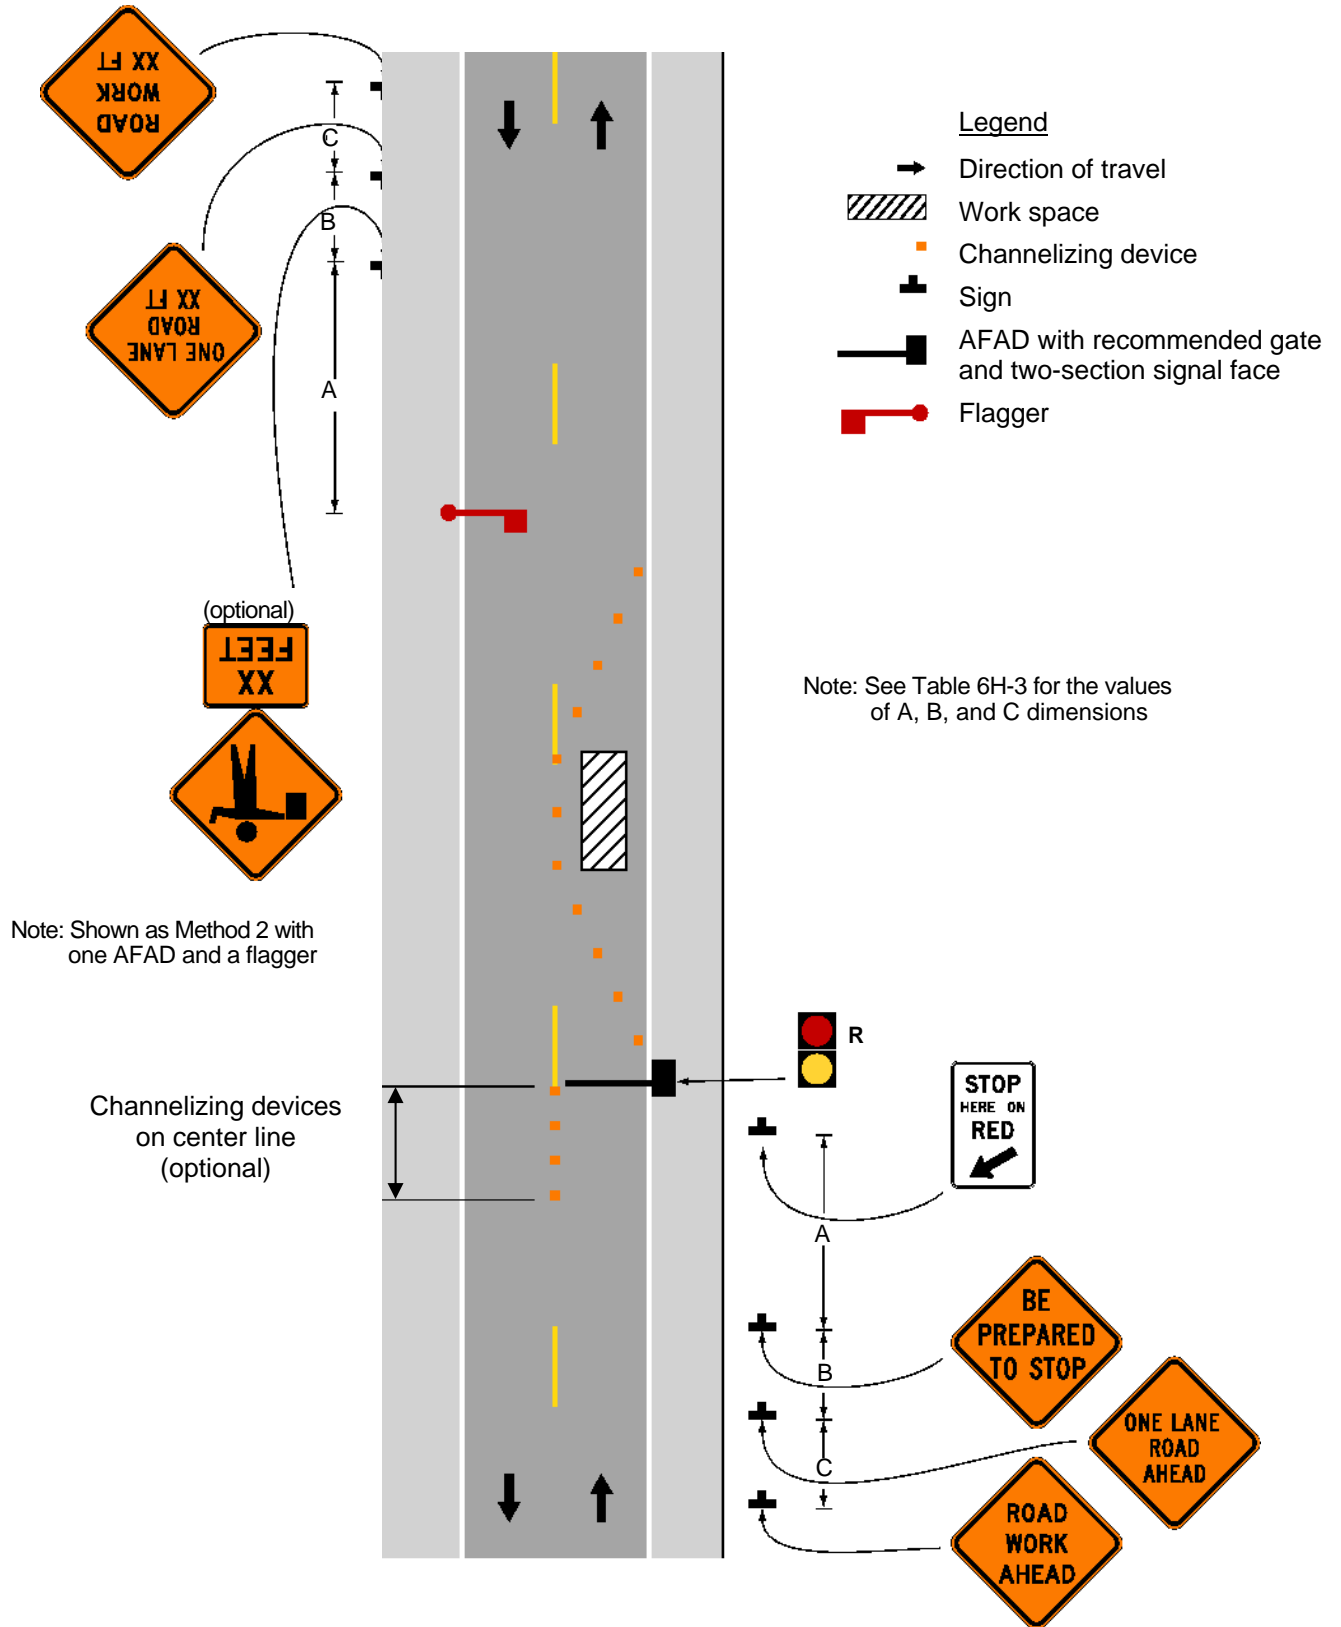 ROAD
WORK
XX FT
C
B
ONE LANE
ROAD
XX FT
A
(optional)
XX
FEET
Note: Shown as Method 2 with
one AFAD and a flagger
Legend
Direction of travel
Work space
Channelizing device
Sign
AFAD with recommended gate
and two-section signal face
Flagger
Note: See Table 6H-3 for the values
of A, B, and C dimensions
R
Channelizing devices
on center line
(optional)
STOP
HERE ON
RED
A
BE
PREPARED
TO STOP
B
ONE LANE
ROAD
AHEAD
C
ROAD
WORK
AHEAD